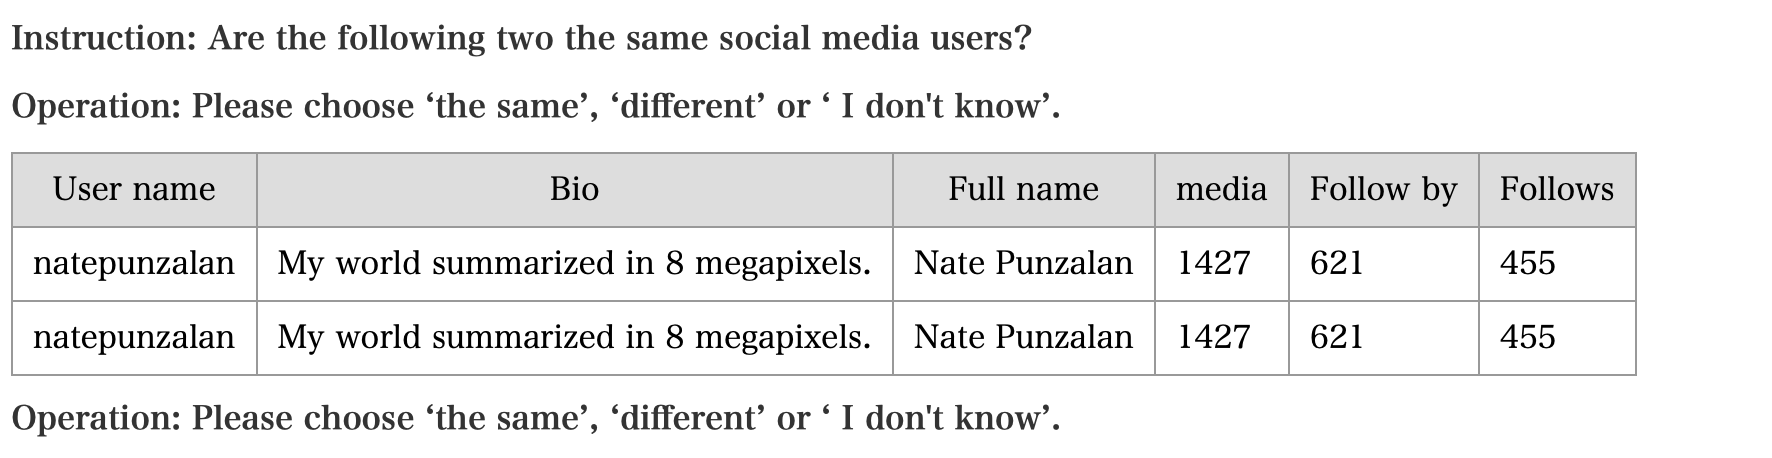 Instruction: Are the following two the same social media users?
Operation: Please choose ‘the same’, ‘different’ or ‘ I don't know’.
User name Bio Full name media Follow by Follows
natepunzalan My world summarized in 8 megapixels. Nate Punzalan 1427 621 455
natepunzalan My world summarized in 8 megapixels. Nate Punzalan 1427 621 455
Operation: Please choose ‘the same’, ‘different’ or ‘ I don't know’.